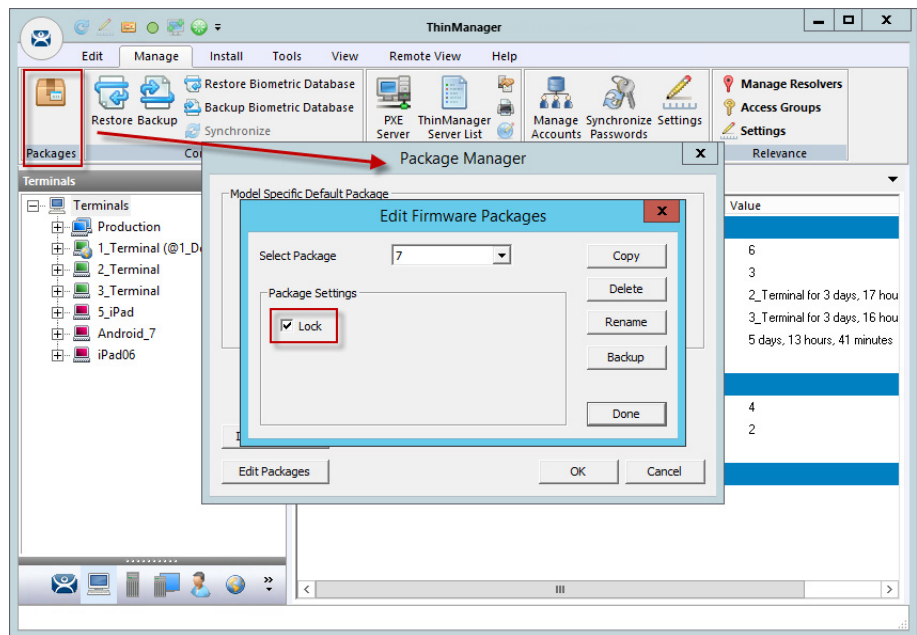 ThinManager
Edit Manage Install Tools View Remote View Help
Restore Biometric Database
Backup Biometric Database
Synchronize
Restore Backup
PXE Server
ThinManager Server List
Manage Accounts
Synchronize Passwords
Settings
Manage Resolvers
Access Groups
Settings
Packages
Co
Relevance
Terminals
Terminals
Production
1_Terminal (@1_De
2_Terminal
3_Terminal
5_iPad
Android_7
iPad06
Package Manager
X
Model Specific Default Package
Edit Firmware Packages
x
Select Package 7
Copy
Delete
Rename
Backup
Done
Package Settings
Lock
Edit Packages
OK
Cancel
Value
6
3
2_Terminal for 3 days, 17 hou
3_Terminal for 3 days, 16 hou
5 days, 13 hours, 41 minutes
4
2